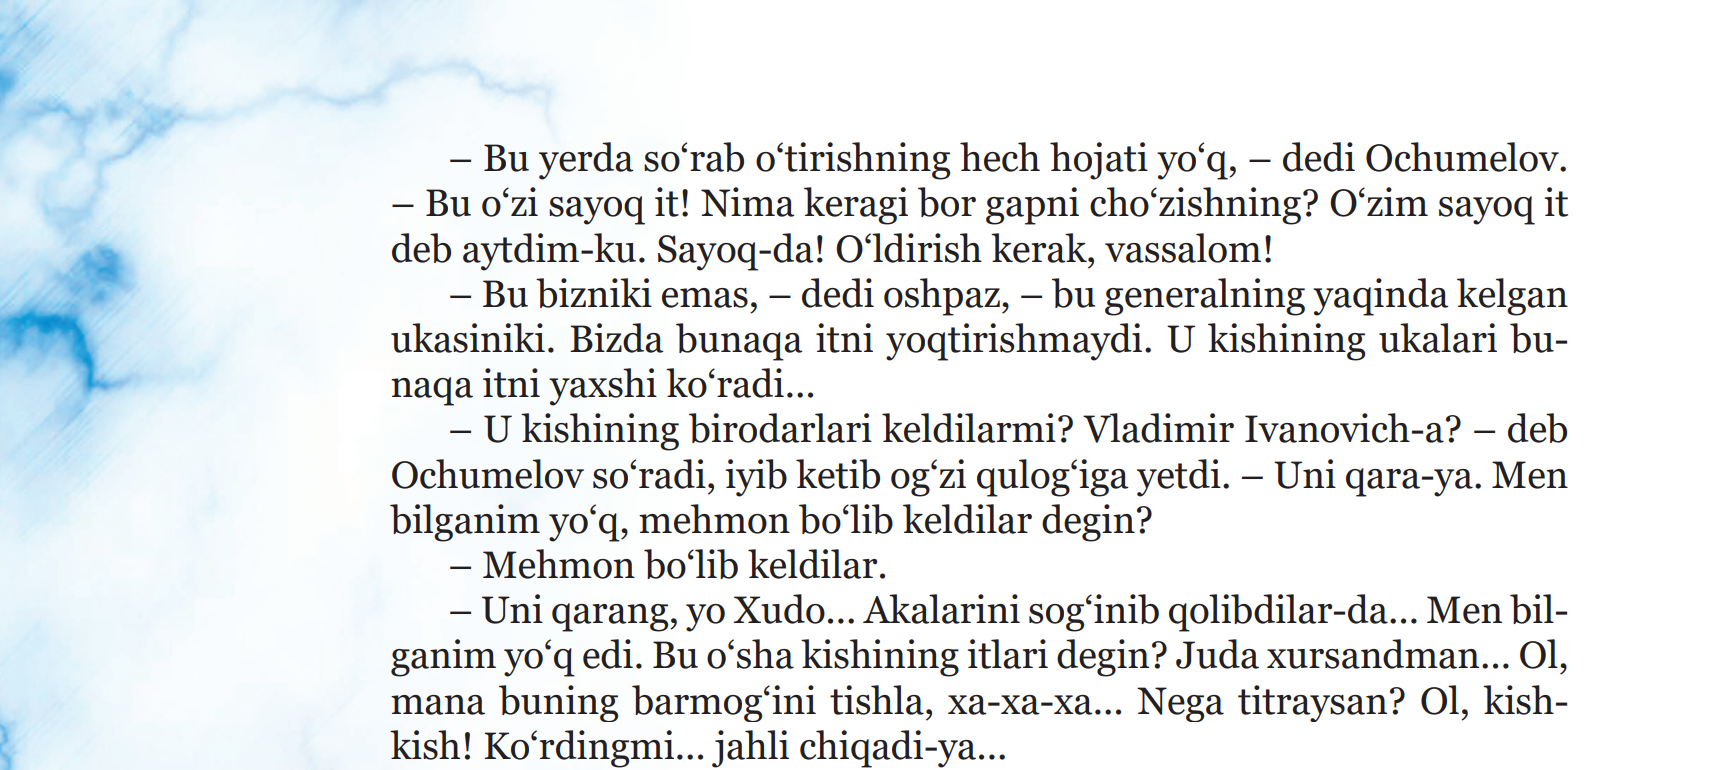 – Bu yerda so‘rab o‘tirishning hech hojati yo‘q, – dedi Ochumelov.
– Bu o‘zi sayoq it! Nima keragi bor gapni cho‘zishning? O‘zim sayoq it
deb aytdim-ku. Sayoq-da! O‘ldirish kerak, vassalom!
– Bu bizniki emas, – dedi oshpaz, – bu generalning yaqinda kelgan
ukasiniki. Bizda bunaqa itni yoqtirishmaydi. U kishining ukalari bu-
naqa itni yaxshi ko‘radi...
– U kishining birodarlari keldilarmi? Vladimir Ivanovich-a? – deb
Ochumelov so‘radi, iyib ketib og‘zi qulog‘iga yetdi. – Uni qara-ya. Men
bilganim yo‘q, mehmon bo‘lib keldilar degin?
– Mehmon bo‘lib keldilar.
– Uni qarang, yo Xudo... Akalarini sog‘inib qolibdilar-da... Men bil-
ganim yo‘q edi. Bu o‘sha kishining itlari degin? Juda xursandman... Ol,
mana buning barmog‘ini tishla, xa-xa-xa... Nega titraysan? Ol, kish-
kish! Ko‘rdingmi... jahli chiqadi-ya...